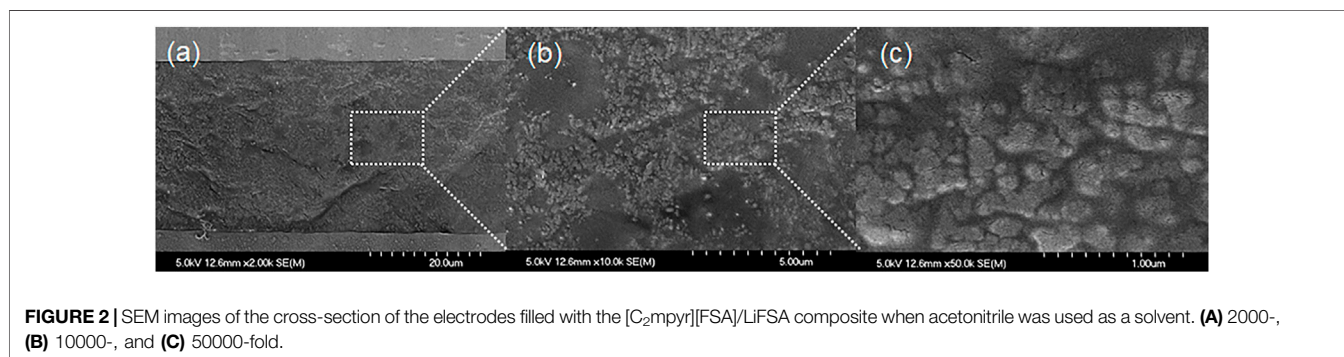 (a)
(b)
(c)
5.0kV 12.6mm x2.00k SE(M) 20.0um
5.0kV 12.6mm x10.0k SE(M) 5.00um
5.0kV 12.6mm x50.0k SE(M) 1.00um
FIGURE 2 | SEM images of the cross-section of the electrodes filled with the [C₂mpyr][FSA]/LiFSA composite when acetonitrile was used as a solvent. (A) 2000-,
(B) 10000-, and (C) 50000-fold.